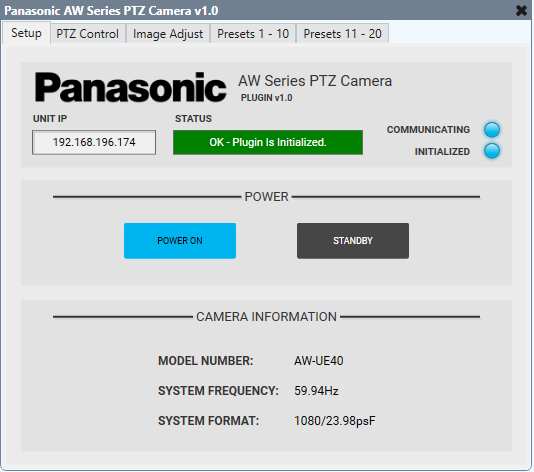 Panasonic AW Series PTZ Camera v1.0
Setup PTZ Control Image Adjust Presets 1 - 10 Presets 11 - 20
Panasonic AW Series PTZ Camera
PLUGIN v1.0
UNIT IP STATUS
COMMUNICATING
192.168.196.174 OK - Plugin Is Initialized.
INITIALIZED
POWER
POWER ON STANDBY
CAMERA INFORMATION
MODEL NUMBER: AW-UE40
SYSTEM FREQUENCY: 59.94Hz
SYSTEM FORMAT: 1080/23.98psF